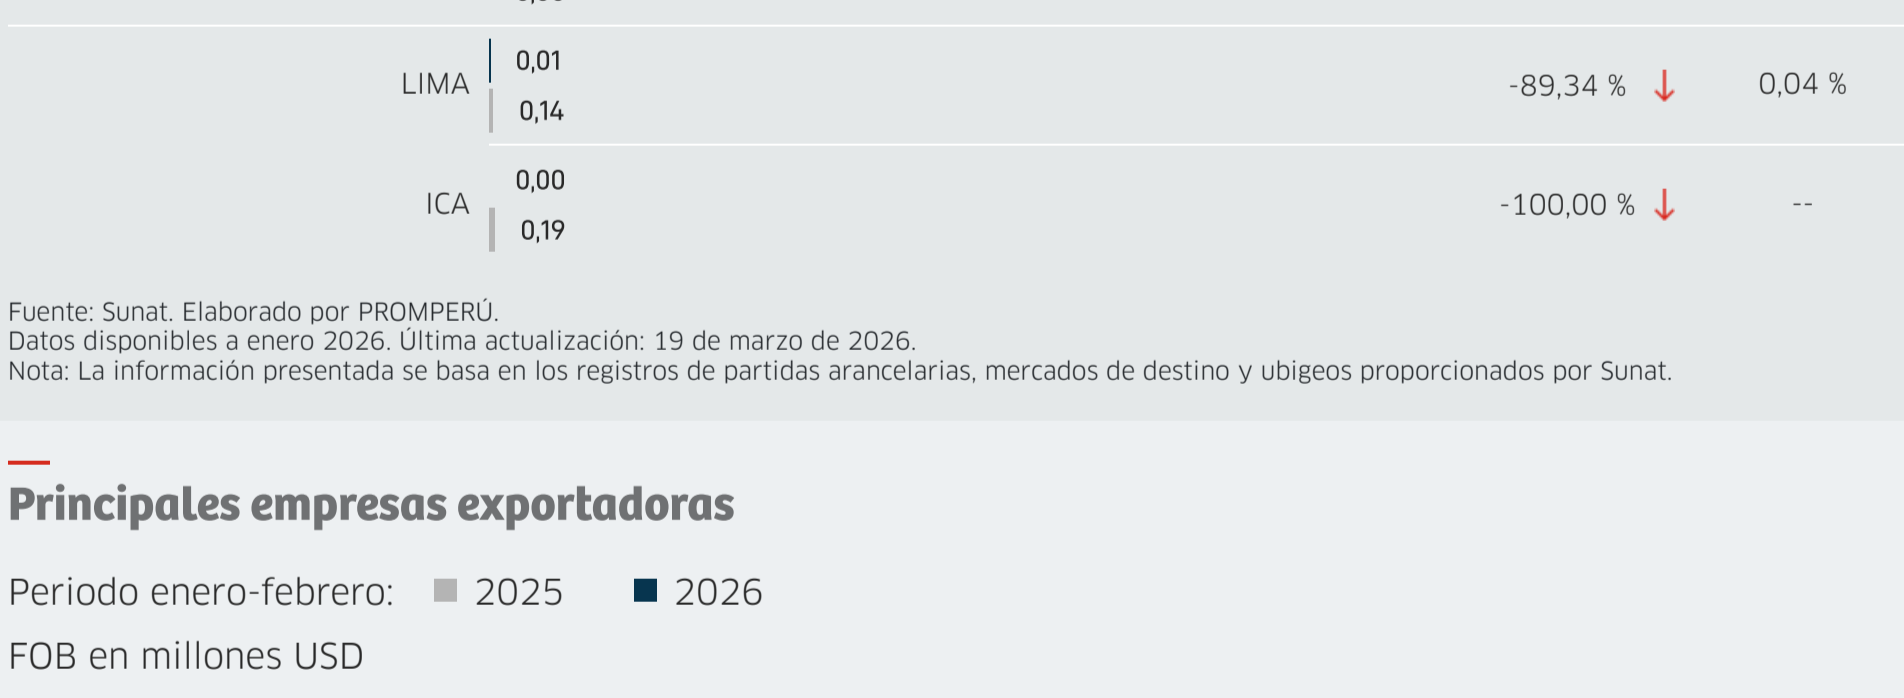 LIMA
0,01
0,14
-89,34 %
0,04 %
ICA
0,00
0,19
-100,00 %
--
Fuente: Sunat. Elaborado por PROMPERÚ.
Datos disponibles a enero 2026. Última actualización: 19 de marzo de 2026.
Nota: La información presentada se basa en los registros de partidas arancelarias, mercados de destino y ubigeos proporcionados por Sunat.
Principales empresas exportadoras
Periodo enero-febrero: 2025 2026
FOB en millones USD